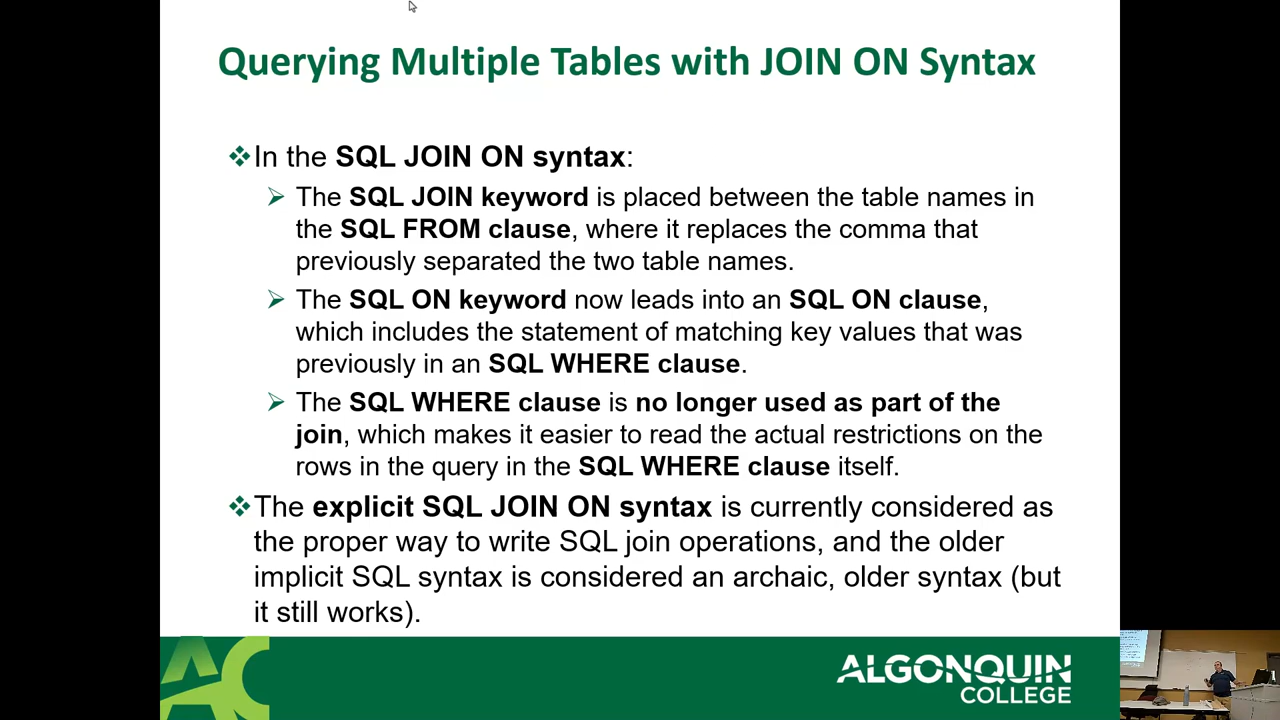 Querying Multiple Tables with JOIN ON Syntax
In the SQL JOIN ON syntax:
The SQL JOIN keyword is placed between the table names in
the SQL FROM clause, where it replaces the comma that
previously separated the two table names.
The SQL ON keyword now leads into an SQL ON clause,
which includes the statement of matching key values that was
previously in an SQL WHERE clause.
The SQL WHERE clause is no longer used as part of the
join, which makes it easier to read the actual restrictions on the
rows in the query in the SQL WHERE clause itself.
The explicit SQL JOIN ON syntax is currently considered as
the proper way to write SQL join operations, and the older
implicit SQL syntax is considered an archaic, older syntax (but
it still works).
AC
ALGONQUIN
COLLEGE